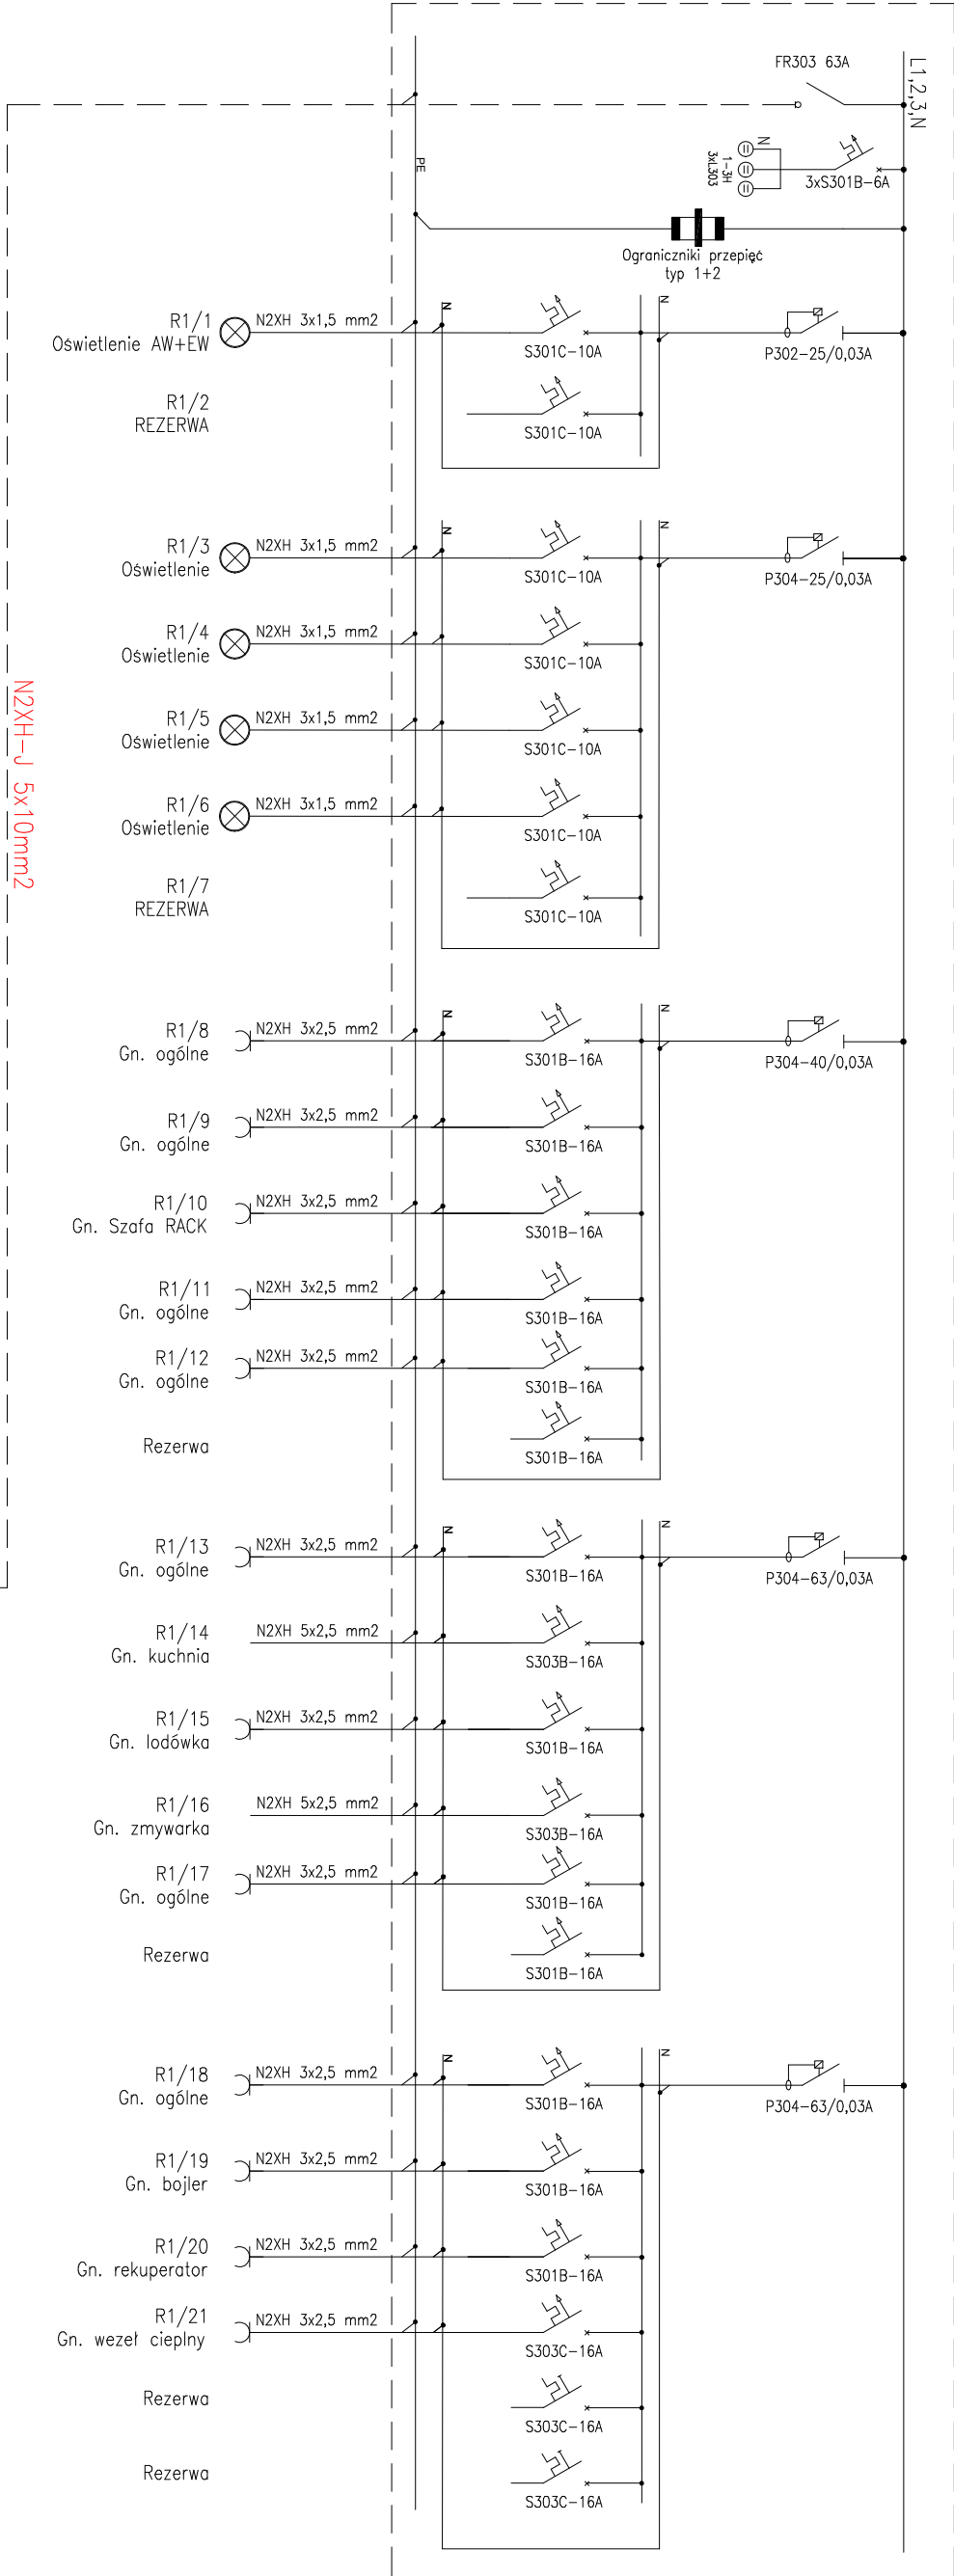 L1,2,3,N
FR303 63A
3xS301B-6A
N
1-3H
3xL303
PE
Ograniczniki przepięć
typ 1+2
R1/1
Oświetlenie AW+EW
N2XH 3x1,5 mm2
N
S301C-10A
N
P302-25/0,03A
R1/2
REZERWA
S301C-10A
R1/3
Oświetlenie
N2XH 3x1,5 mm2
N
S301C-10A
N
P304-25/0,03A
R1/4
Oświetlenie
N2XH 3x1,5 mm2
S301C-10A
R1/5
Oświetlenie
N2XH 3x1,5 mm2
S301C-10A
R1/6
Oświetlenie
N2XH 3x1,5 mm2
S301C-10A
R1/7
REZERWA
S301C-10A
N2XH-J 5x10mm2
R1/8
Gn. ogólne
N2XH 3x2,5 mm2
N
S301B-16A
N
P304-40/0,03A
R1/9
Gn. ogólne
N2XH 3x2,5 mm2
S301B-16A
R1/10
Gn. Szafa RACK
N2XH 3x2,5 mm2
S301B-16A
R1/11
Gn. ogólne
N2XH 3x2,5 mm2
S301B-16A
R1/12
Gn. ogólne
N2XH 3x2,5 mm2
S301B-16A
Rezerwa
S301B-16A
R1/13
Gn. ogólne
N2XH 3x2,5 mm2
N
S301B-16A
N
P304-63/0,03A
R1/14
Gn. kuchnia
N2XH 5x2,5 mm2
S303B-16A
R1/15
Gn. lodówka
N2XH 3x2,5 mm2
S301B-16A
R1/16
Gn. zmywarka
N2XH 5x2,5 mm2
S303B-16A
R1/17
Gn. ogólne
N2XH 3x2,5 mm2
S301B-16A
Rezerwa
S301B-16A
R1/18
Gn. ogólne
N2XH 3x2,5 mm2
N
S301B-16A
N
P304-63/0,03A
R1/19
Gn. bojler
N2XH 3x2,5 mm2
S301B-16A
R1/20
Gn. rekuperator
N2XH 3x2,5 mm2
S301B-16A
R1/21
Gn. wezeł cieplny
N2XH 3x2,5 mm2
S303C-16A
Rezerwa
S303C-16A
Rezerwa
S303C-16A